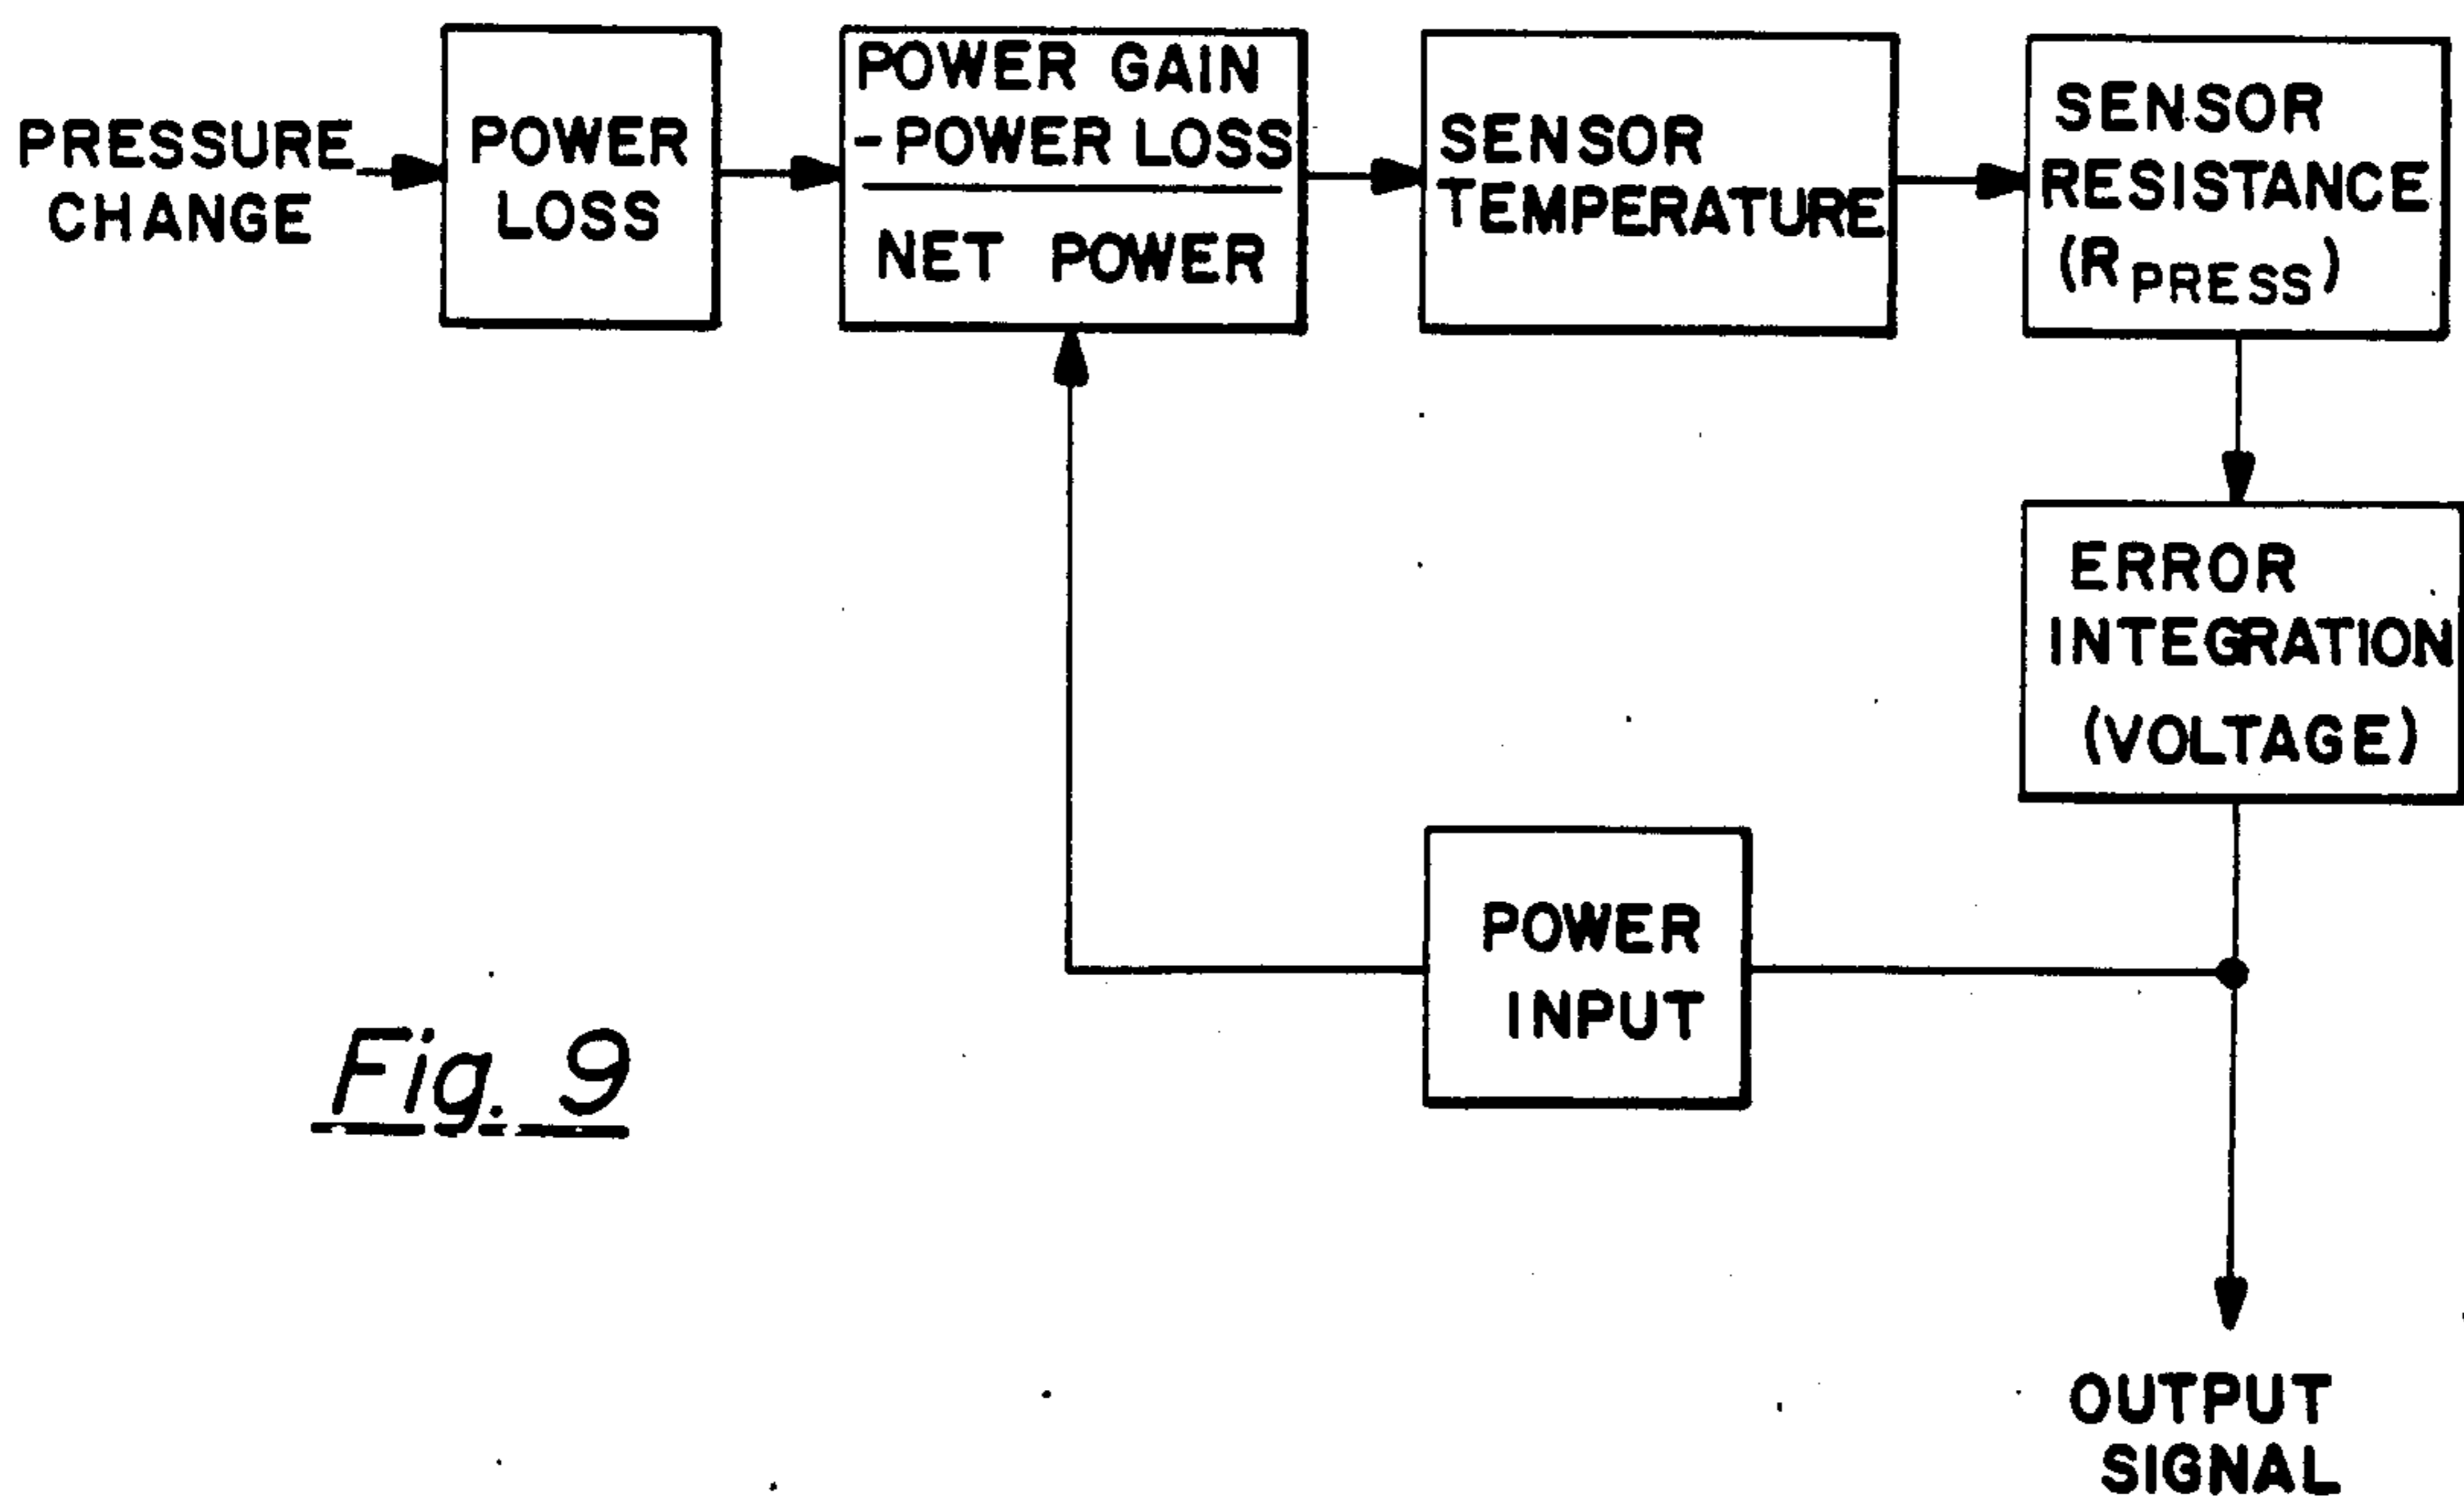 PRESSURE
CHANGE
POWER
LOSS
POWER GAIN
-POWER LOSS
NET POWER
SENSOR
TEMPERATURE
SENSOR
RESISTANCE
(RPRESS)
ERROR
INTEGRATION
(VOLTAGE)
POWER
INPUT
OUTPUT
SIGNAL
Fig. 9